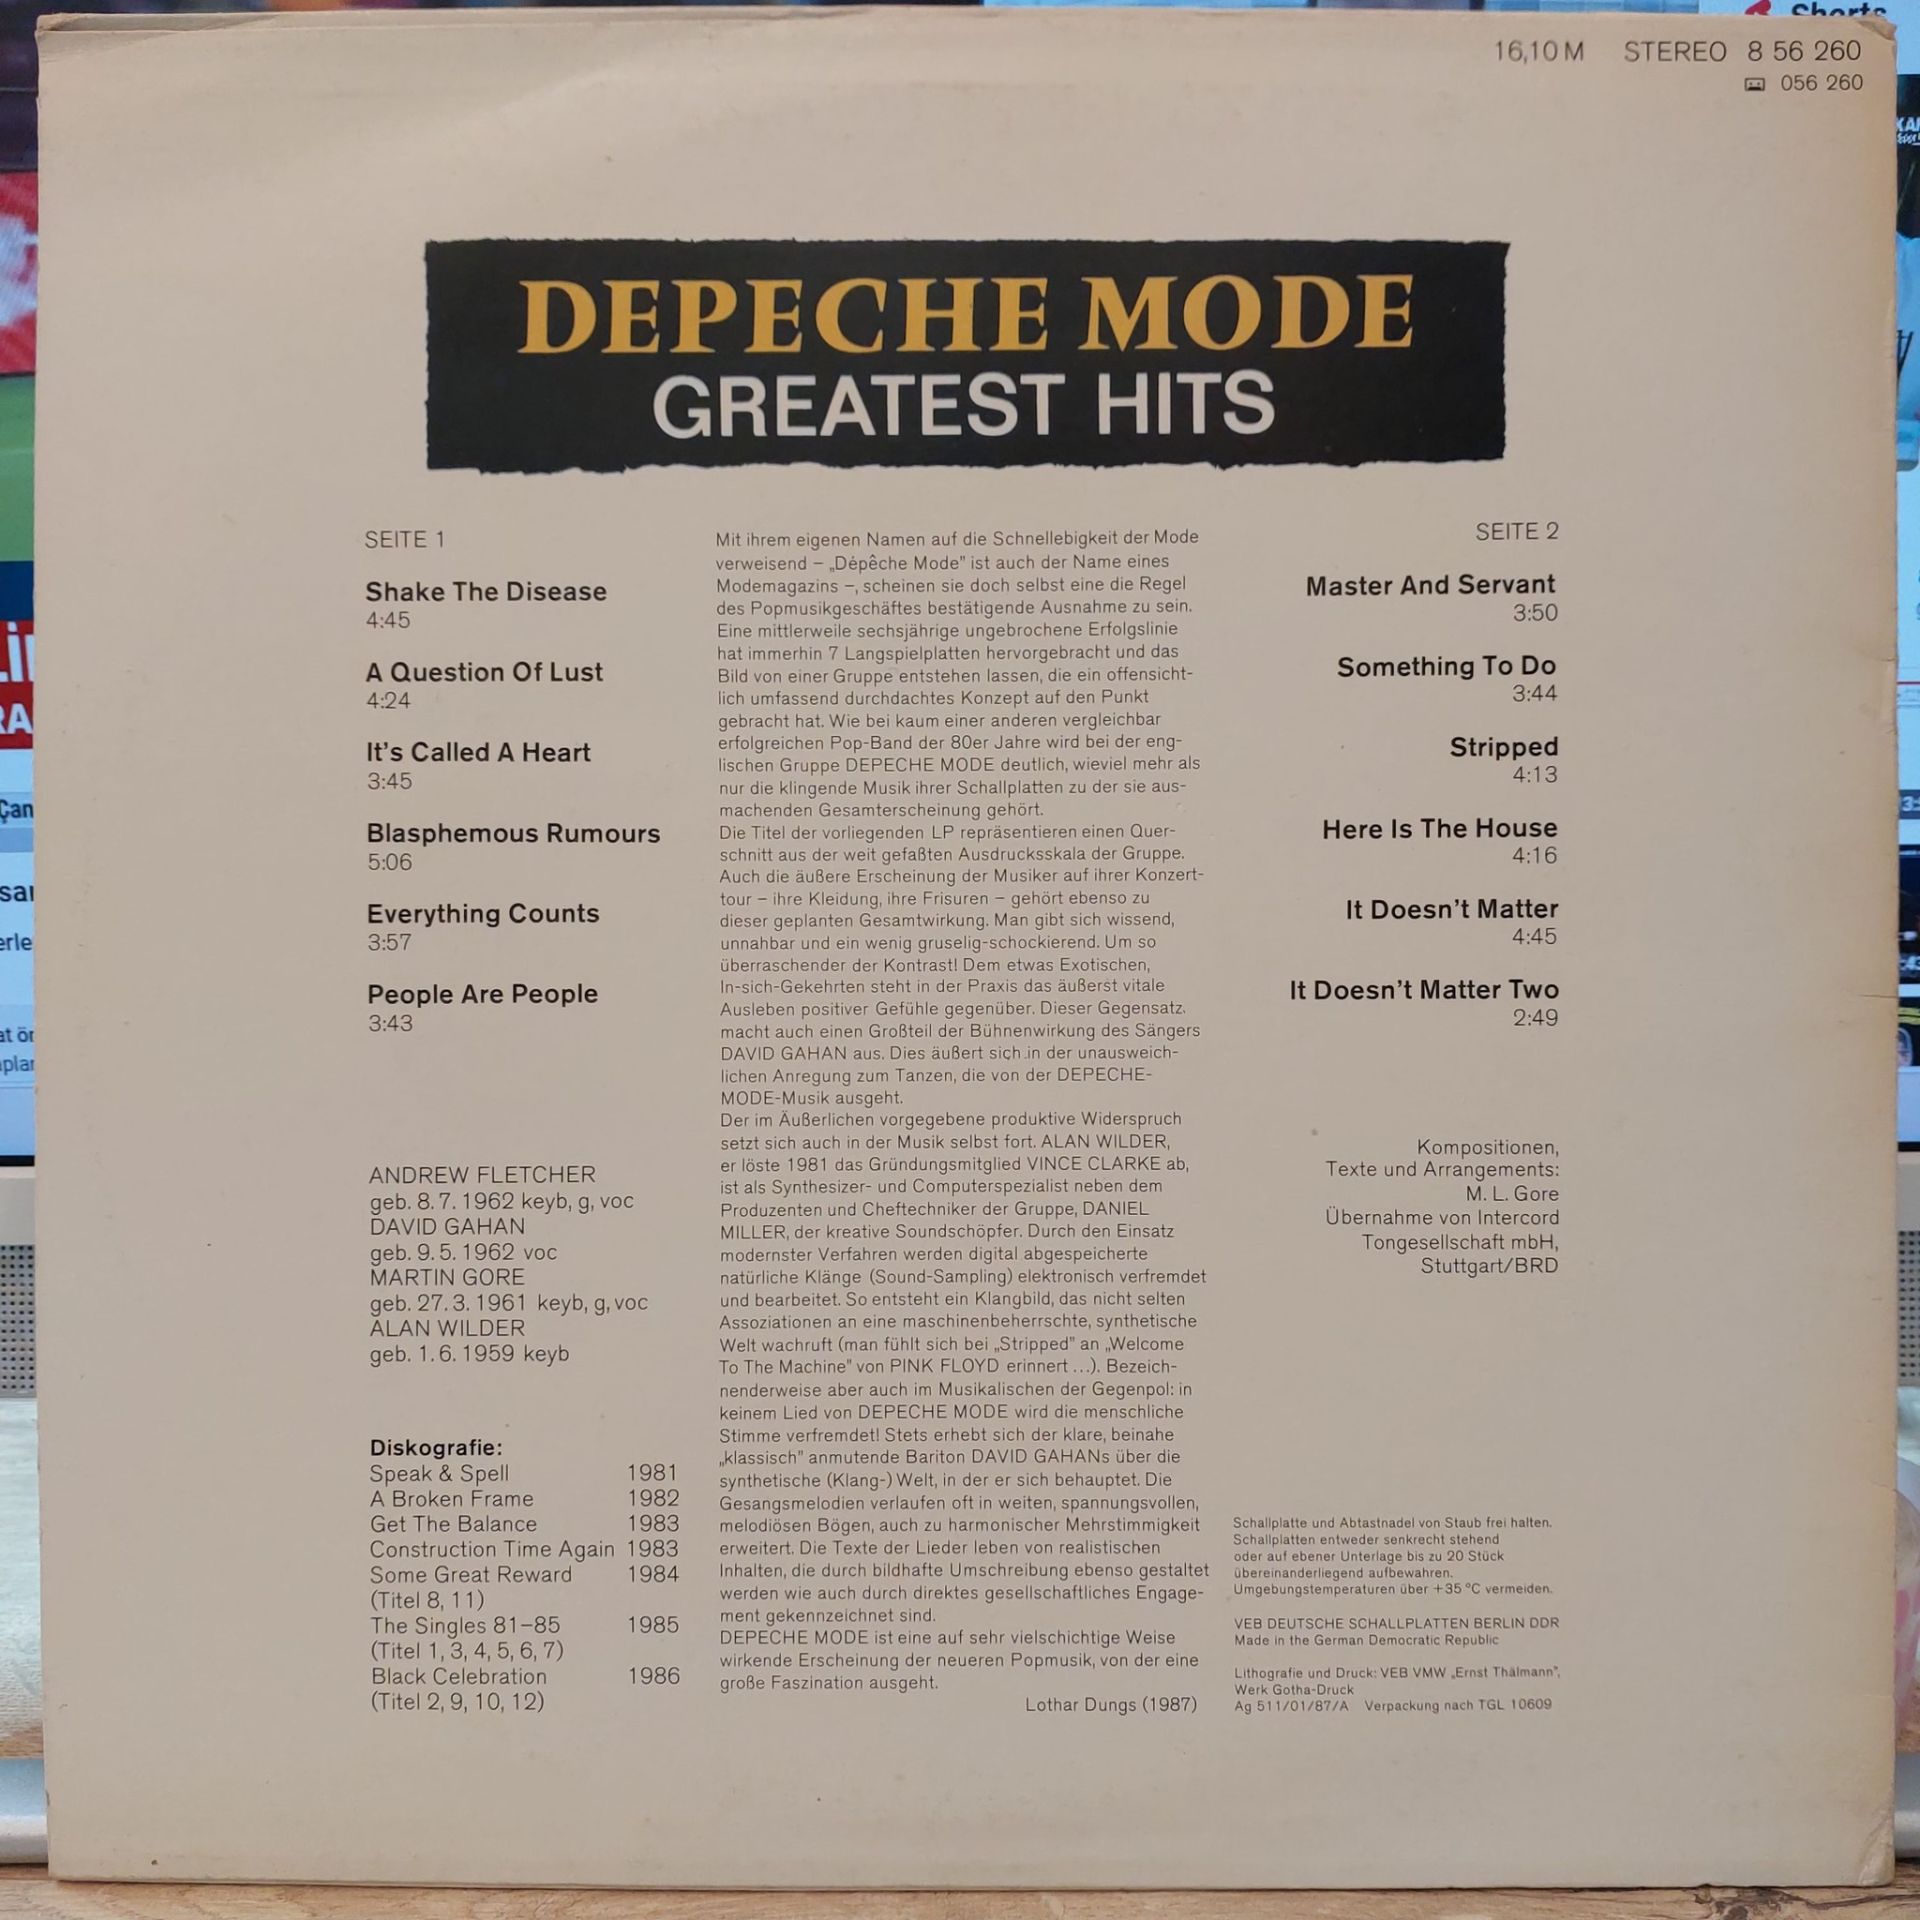 16,10 M STEREO 8 56 260
056 260
DEPECHE MODE
GREATEST HITS
SEITE 1
Shake The Disease
4:45
A Question Of Lust
4:24
It's Called A Heart
3:45
Blasphemous Rumours
5:06
Everything Counts
3:57
People Are People
3:43
ANDREW FLETCHER
geb. 8. 7. 1962 keyb, g, voc
DAVID GAHAN
geb. 9. 5. 1962 voc
MARTIN GORE
geb. 27. 3. 1961 keyb, g, voc
ALAN WILDER
geb. 1. 6. 1959 keyb
Diskografie:
Speak & Spell 1981
A Broken Frame 1982
Get The Balance 1983
Construction Time Again 1983
Some Great Reward 1984
(Titel 8, 11)
The Singles 81–85 1985
(Titel 1, 3, 4, 5, 6, 7)
Black Celebration 1986
(Titel 2, 9, 10, 12)
Mit ihrem eigenen Namen auf die Schnellebigkeit der Mode
verweisend – „Dépêche Mode" ist auch der Name eines
Modemagazins –, scheinen sie doch selbst eine die Regel
des Popmusikgeschäftes bestätigende Ausnahme zu sein.
Eine mittlerweile sechsjährige ungebrochene Erfolgslinie
hat immerhin 7 Langspielplatten hervorgebracht und das
Bild von einer Gruppe entstehen lassen, die ein offensicht-
lich umfassend durchdachtes Konzept auf den Punkt
gebracht hat. Wie bei kaum einer anderen vergleichbar
erfolgreichen Pop-Band der 80er Jahre wird bei der eng-
lischen Gruppe DEPECHE MODE deutlich, wieviel mehr als
nur die klingende Musik ihrer Schallplatten zu der sie aus-
machenden Gesamterscheinung gehört.
Die Titel der vorliegenden LP repräsentieren einen Quer-
schnitt aus der weit gefaßten Ausdrucksskala der Gruppe.
Auch die äußere Erscheinung der Musiker auf ihrer Konzert-
tour – ihre Kleidung, ihre Frisuren – gehört ebenso zu
dieser geplanten Gesamtwirkung. Man gibt sich wissend,
unnahbar und ein wenig gruselig-schockierend. Um so
überraschender der Kontrast! Dem etwas Exotischen,
In-sich-Gekehrten steht in der Praxis das äußerst vitale
Ausleben positiver Gefühle gegenüber. Dieser Gegensatz.
macht auch einen Großteil der Bühnenwirkung des Sängers
DAVID GAHAN aus. Dies äußert sich in der unausweich-
lichen Anregung zum Tanzen, die von der DEPECHE-
MODE-Musik ausgeht.
Der im Äußerlichen vorgegebene produktive Widerspruch
setzt sich auch in der Musik selbst fort. ALAN WILDER,
er löste 1981 das Gründungsmitglied VINCE CLARKE ab,
ist als Synthesizer- und Computerspezialist neben dem
Produzenten und Cheftechniker der Gruppe, DANIEL
MILLER, der kreative Soundschöpfer. Durch den Einsatz
modernster Verfahren werden digital abgespeicherte
natürliche Klänge (Sound-Sampling) elektronisch verfremdet
und bearbeitet. So entsteht ein Klangbild, das nicht selten
Assoziationen an eine maschinenbeherrschte, synthetische
Welt wachruft (man fühlt sich bei „Stripped" an „Welcome
To The Machine" von PINK FLOYD erinnert ...). Bezeich-
nenderweise aber auch im Musikalischen der Gegenpol: in
keinem Lied von DEPECHE MODE wird die menschliche
Stimme verfremdet! Stets erhebt sich der klare, beinahe
„klassisch" anmutende Bariton DAVID GAHANs über die
synthetische (Klang-) Welt, in der er sich behauptet. Die
Gesangsmelodien verlaufen oft in weiten, spannungsvollen,
melodiösen Bögen, auch zu harmonischer Mehrstimmigkeit
erweitert. Die Texte der Lieder leben von realistischen
Inhalten, die durch bildhafte Umschreibung ebenso gestaltet
werden wie auch durch direktes gesellschaftliches Engage-
ment gekennzeichnet sind.
DEPECHE MODE ist eine auf sehr vielschichtige Weise
wirkende Erscheinung der neueren Popmusik, von der eine
große Faszination ausgeht.
Lothar Dungs (1987)
SEITE 2
Master And Servant
3:50
Something To Do
3:44
Stripped
4:13
Here Is The House
4:16
It Doesn't Matter
4:45
It Doesn't Matter Two
2:49
Kompositionen,
Texte und Arrangements:
M. L. Gore
Übernahme von Intercord
Tongesellschaft mbH,
Stuttgart/BRD
Schallplatte und Abtastnadel von Staub frei halten.
Schallplatten entweder senkrecht stehend
oder auf ebener Unterlage bis zu 20 Stück
übereinanderliegend aufbewahren.
Umgebungstemperaturen über +35 °C vermeiden.
VEB DEUTSCHE SCHALLPLATTEN BERLIN DDR
Made in the German Democratic Republic
Lithografie und Druck: VEB VMW „Ernst Thälmann",
Werk Gotha-Druck
Ag 511/01/87/A Verpackung nach TGL 10609